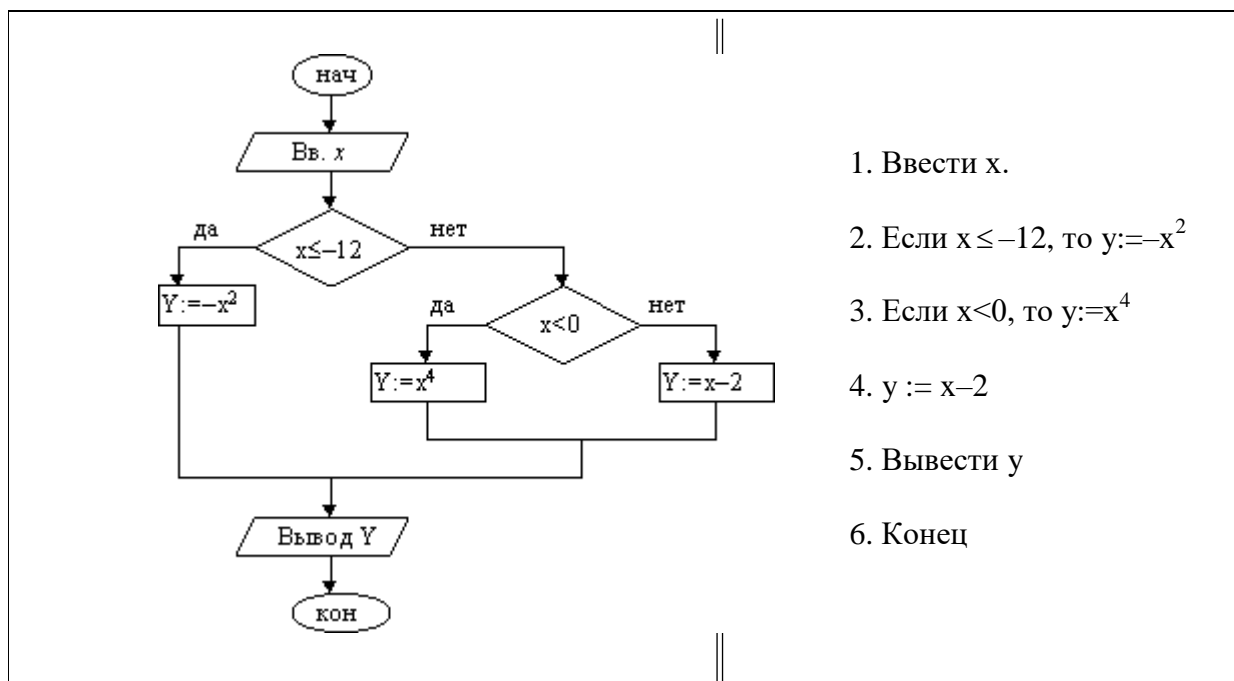 нач
Вв. x
да
нет
x≤–12
Y:=–x²
да
нет
x<0
Y:=x⁴
Y:=x–2
Вывод Y
кон
1. Ввести x.
2. Если x ≤ –12, то y:=–x²
3. Если x<0, то y:=x⁴
4. y := x–2
5. Вывести y
6. Конец